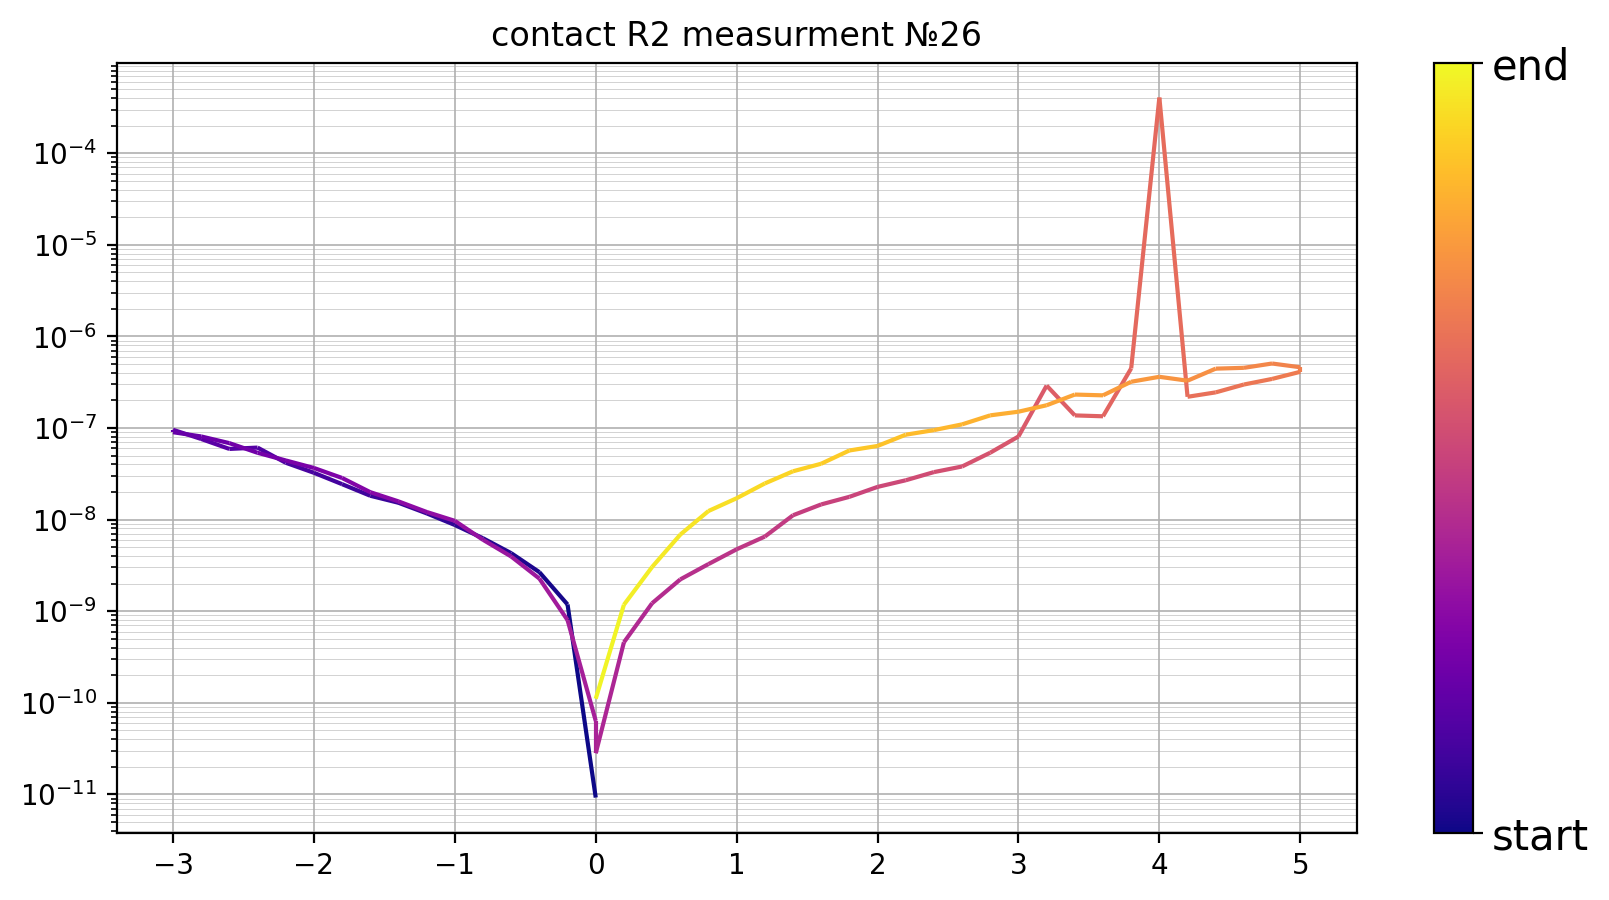 contact R2 measurment №26
10⁻⁴
10⁻⁵
10⁻⁶
10⁻⁷
10⁻⁸
10⁻⁹
10⁻¹⁰
10⁻¹¹
−3 −2 −1 0 1 2 3 4 5
end
start